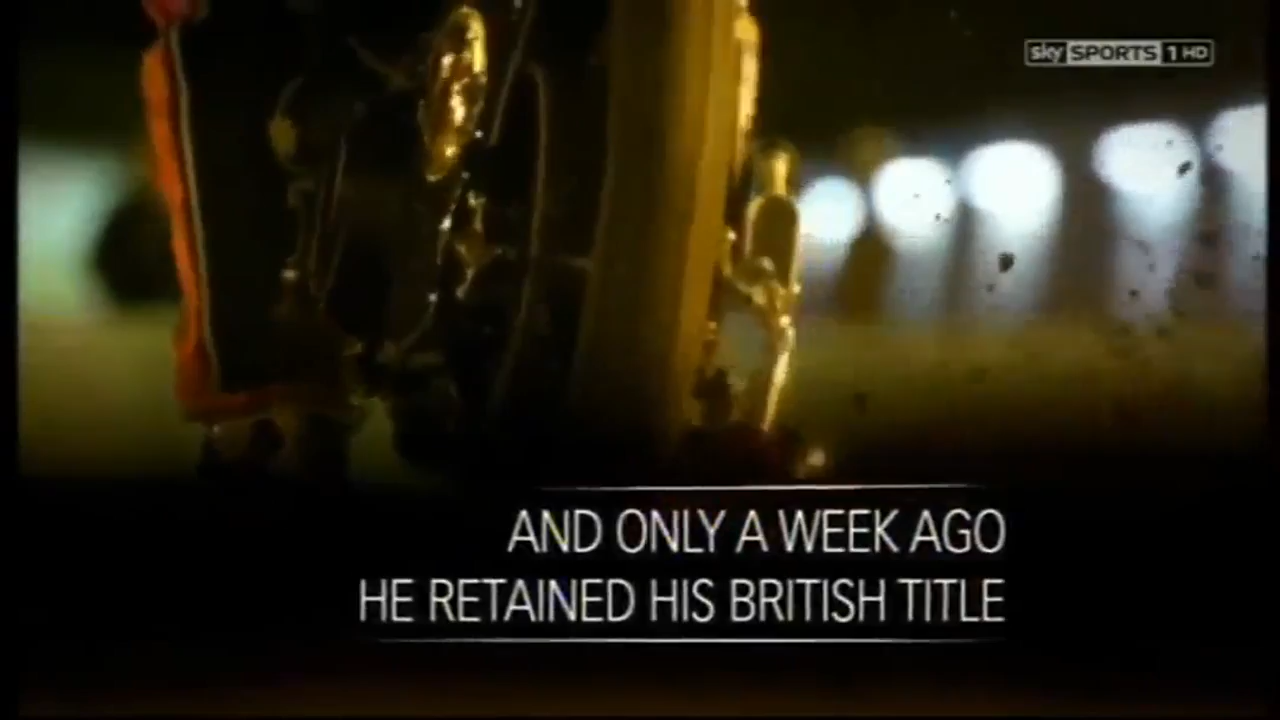 sky SPORTS 1 HD
AND ONLY A WEEK AGO
HE RETAINED HIS BRITISH TITLE